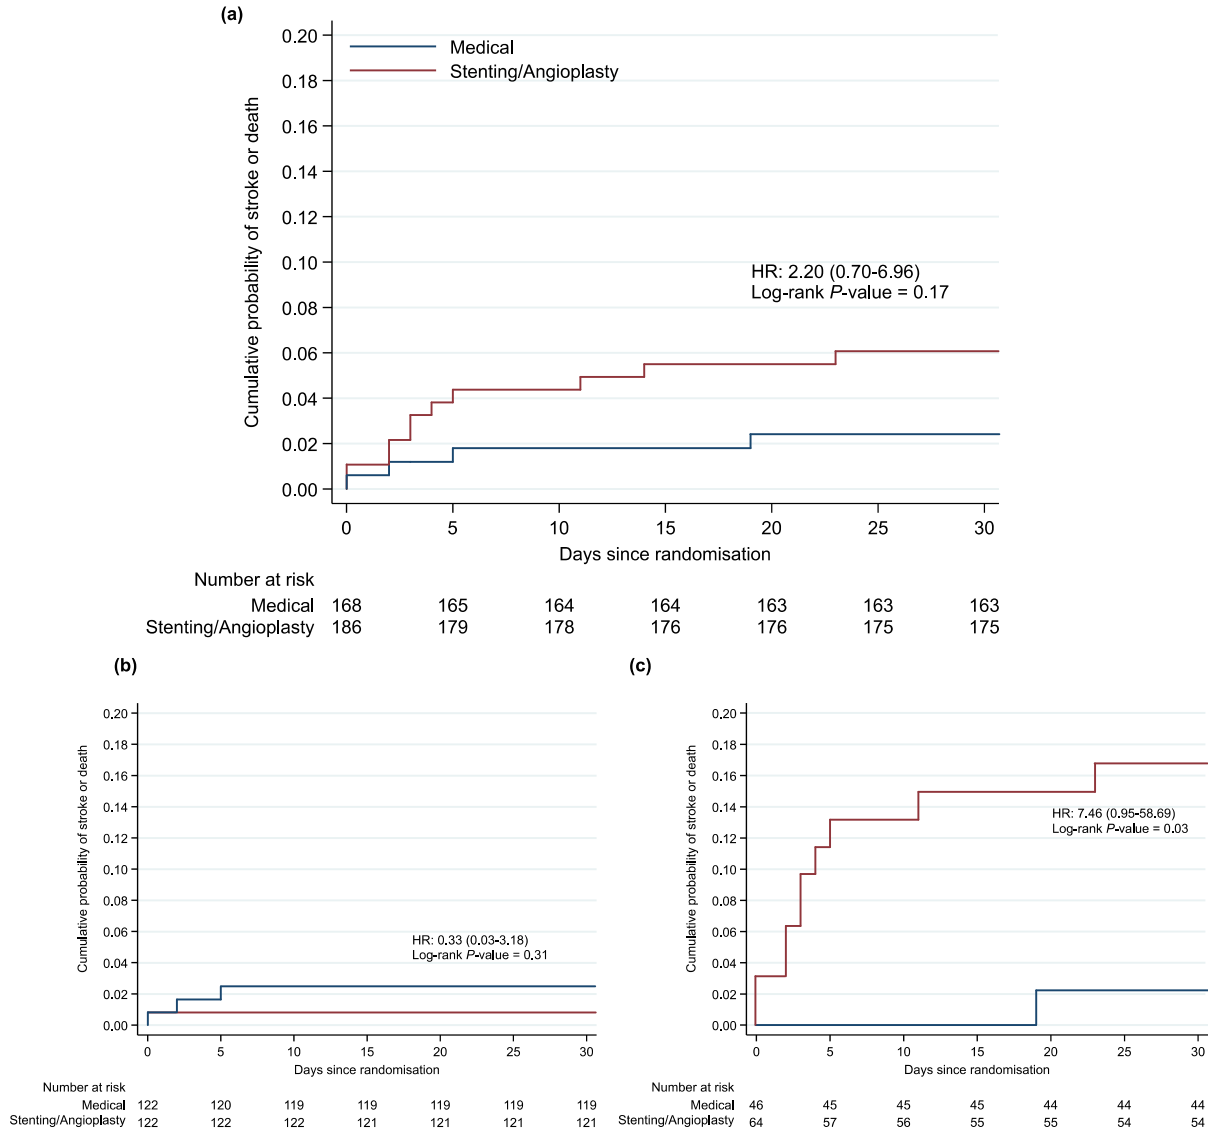 (a)
Cumulative probability of stroke or death
0.20
0.18
0.16
0.14
0.12
0.10
0.08
0.06
0.04
0.02
0.00
Medical
Stenting/Angioplasty
HR: 2.20 (0.70-6.96)
Log-rank P-value = 0.17
0 5 10 15 20 25 30
Days since randomisation
Number at risk
Medical 168 165 164 164 163 163 163
Stenting/Angioplasty 186 179 178 176 176 175 175
(b)
Cumulative probability of stroke or death
0.20
0.18
0.16
0.14
0.12
0.10
0.08
0.06
0.04
0.02
0.00
HR: 0.33 (0.03-3.18)
Log-rank P-value = 0.31
0 5 10 15 20 25 30
Days since randomisation
Number at risk
Medical 122 120 119 119 119 119 119
Stenting/Angioplasty 122 122 122 121 121 121 121
(c)
Cumulative probability of stroke or death
0.20
0.18
0.16
0.14
0.12
0.10
0.08
0.06
0.04
0.02
0.00
HR: 7.46 (0.95-58.69)
Log-rank P-value = 0.03
0 5 10 15 20 25 30
Days since randomisation
Number at risk
Medical 46 45 45 45 44 44 44
Stenting/Angioplasty 64 57 56 55 55 54 54